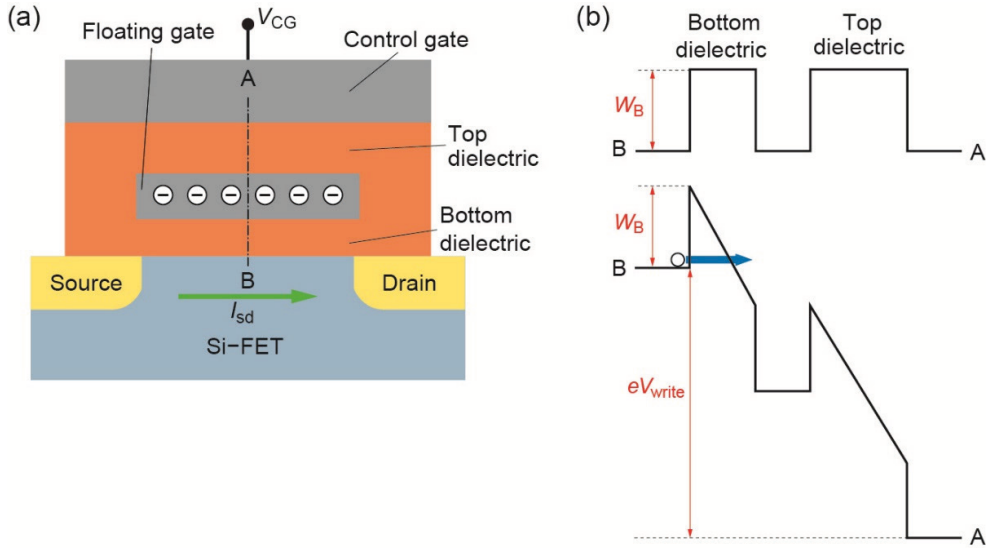 (a)
V_CG
Floating gate
Control gate
A
Top
dielectric
Bottom
dielectric
Source
B
Drain
I_sd
Si−FET
(b)
Bottom
dielectric
Top
dielectric
W_B
B
A
W_B
B
eV_write
A